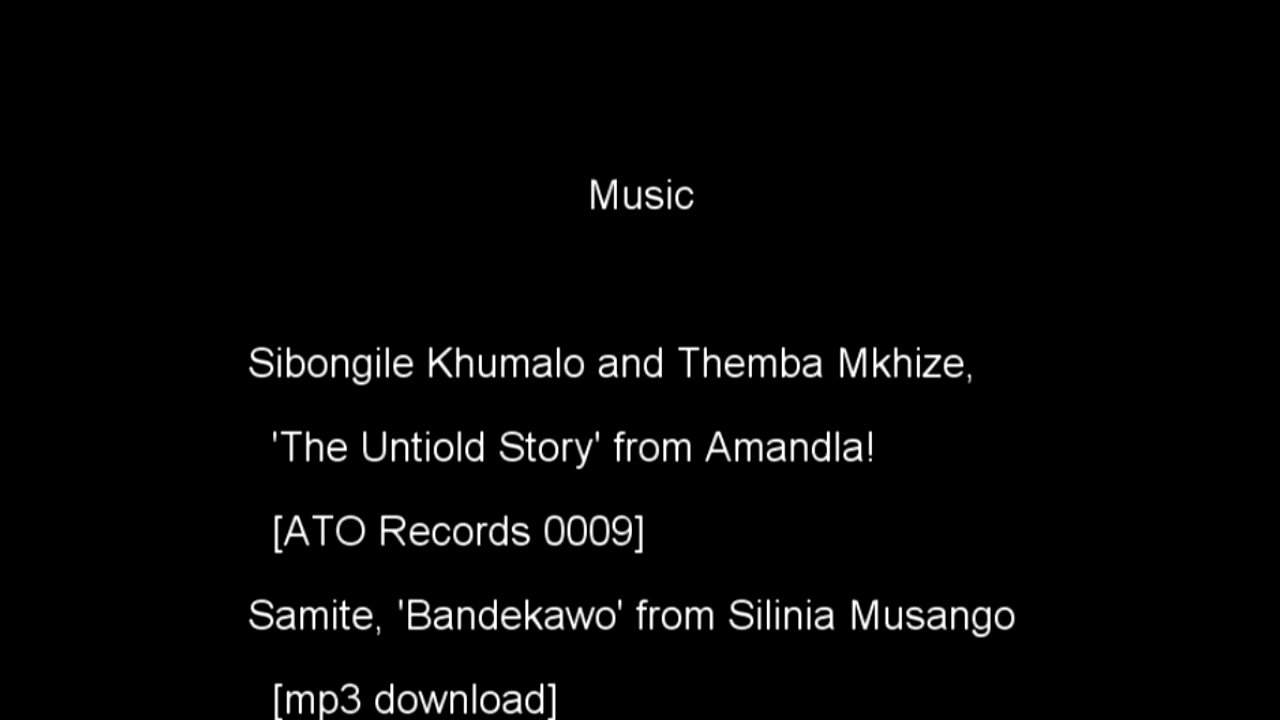 Music
Sibongile Khumalo and Themba Mkhize,
'The Untiold Story' from Amandla!
[ATO Records 0009]
Samite, 'Bandekawo' from Silinia Musango
[mp3 download]